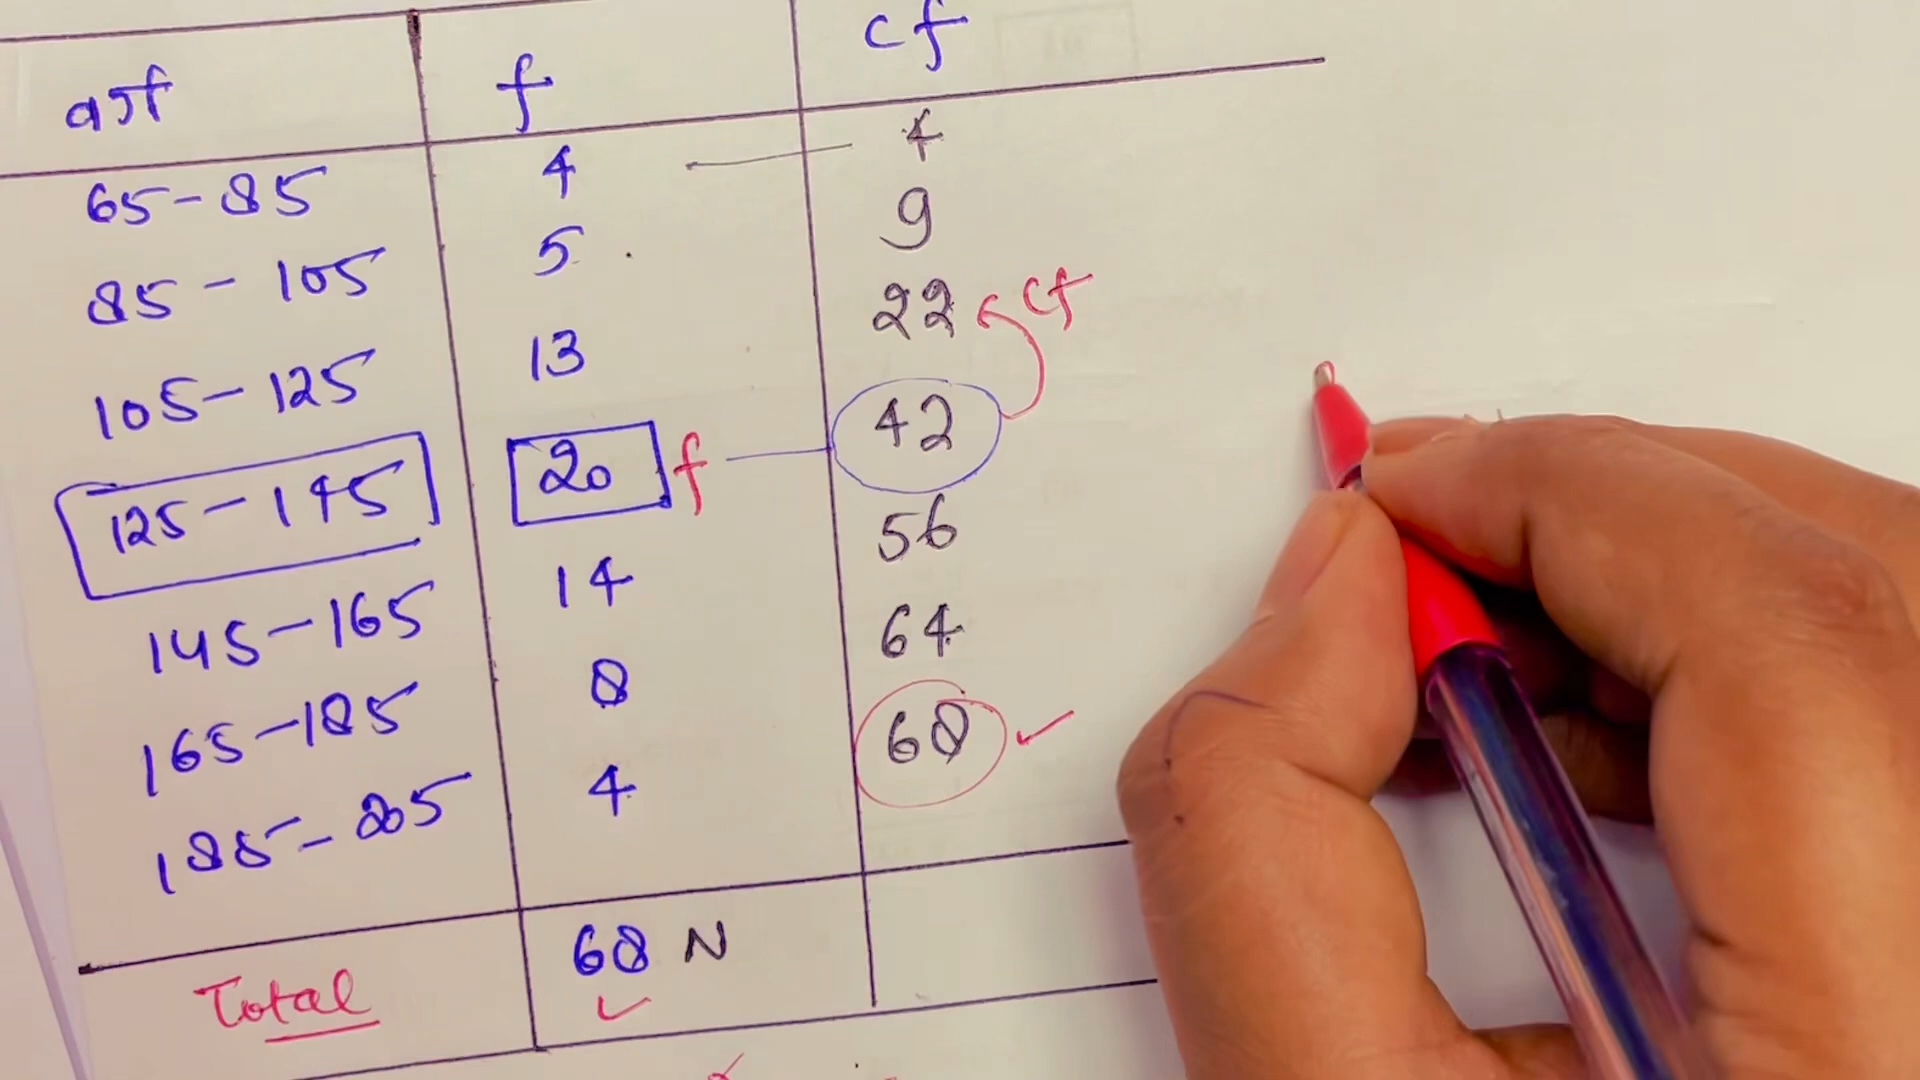 वर्ग f cf
65-85 4 4
85-105 5 9
105-125 13 22 cf
125-145 20 f 42
145-165 14 56
165-185 8 64
185-205 4 68
Total 68 N